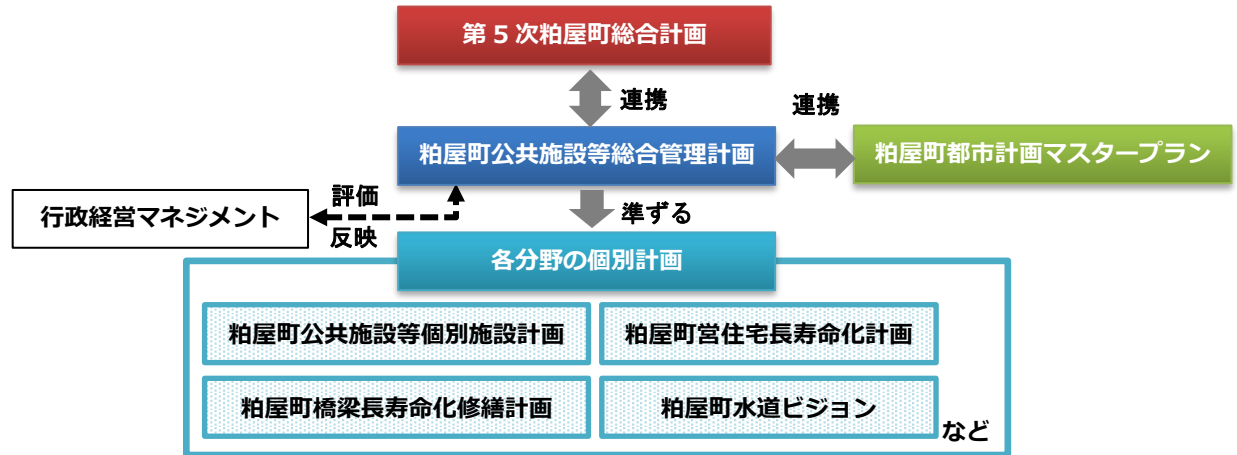 第5次粕屋町総合計画
連携
連携
粕屋町公共施設等総合管理計画
粕屋町都市計画マスタープラン
行政経営マネジメント
評価
反映
準ずる
各分野の個別計画
粕屋町公共施設等個別施設計画
粕屋町営住宅長寿命化計画
粕屋町橋梁長寿命化修繕計画
粕屋町水道ビジョン
など